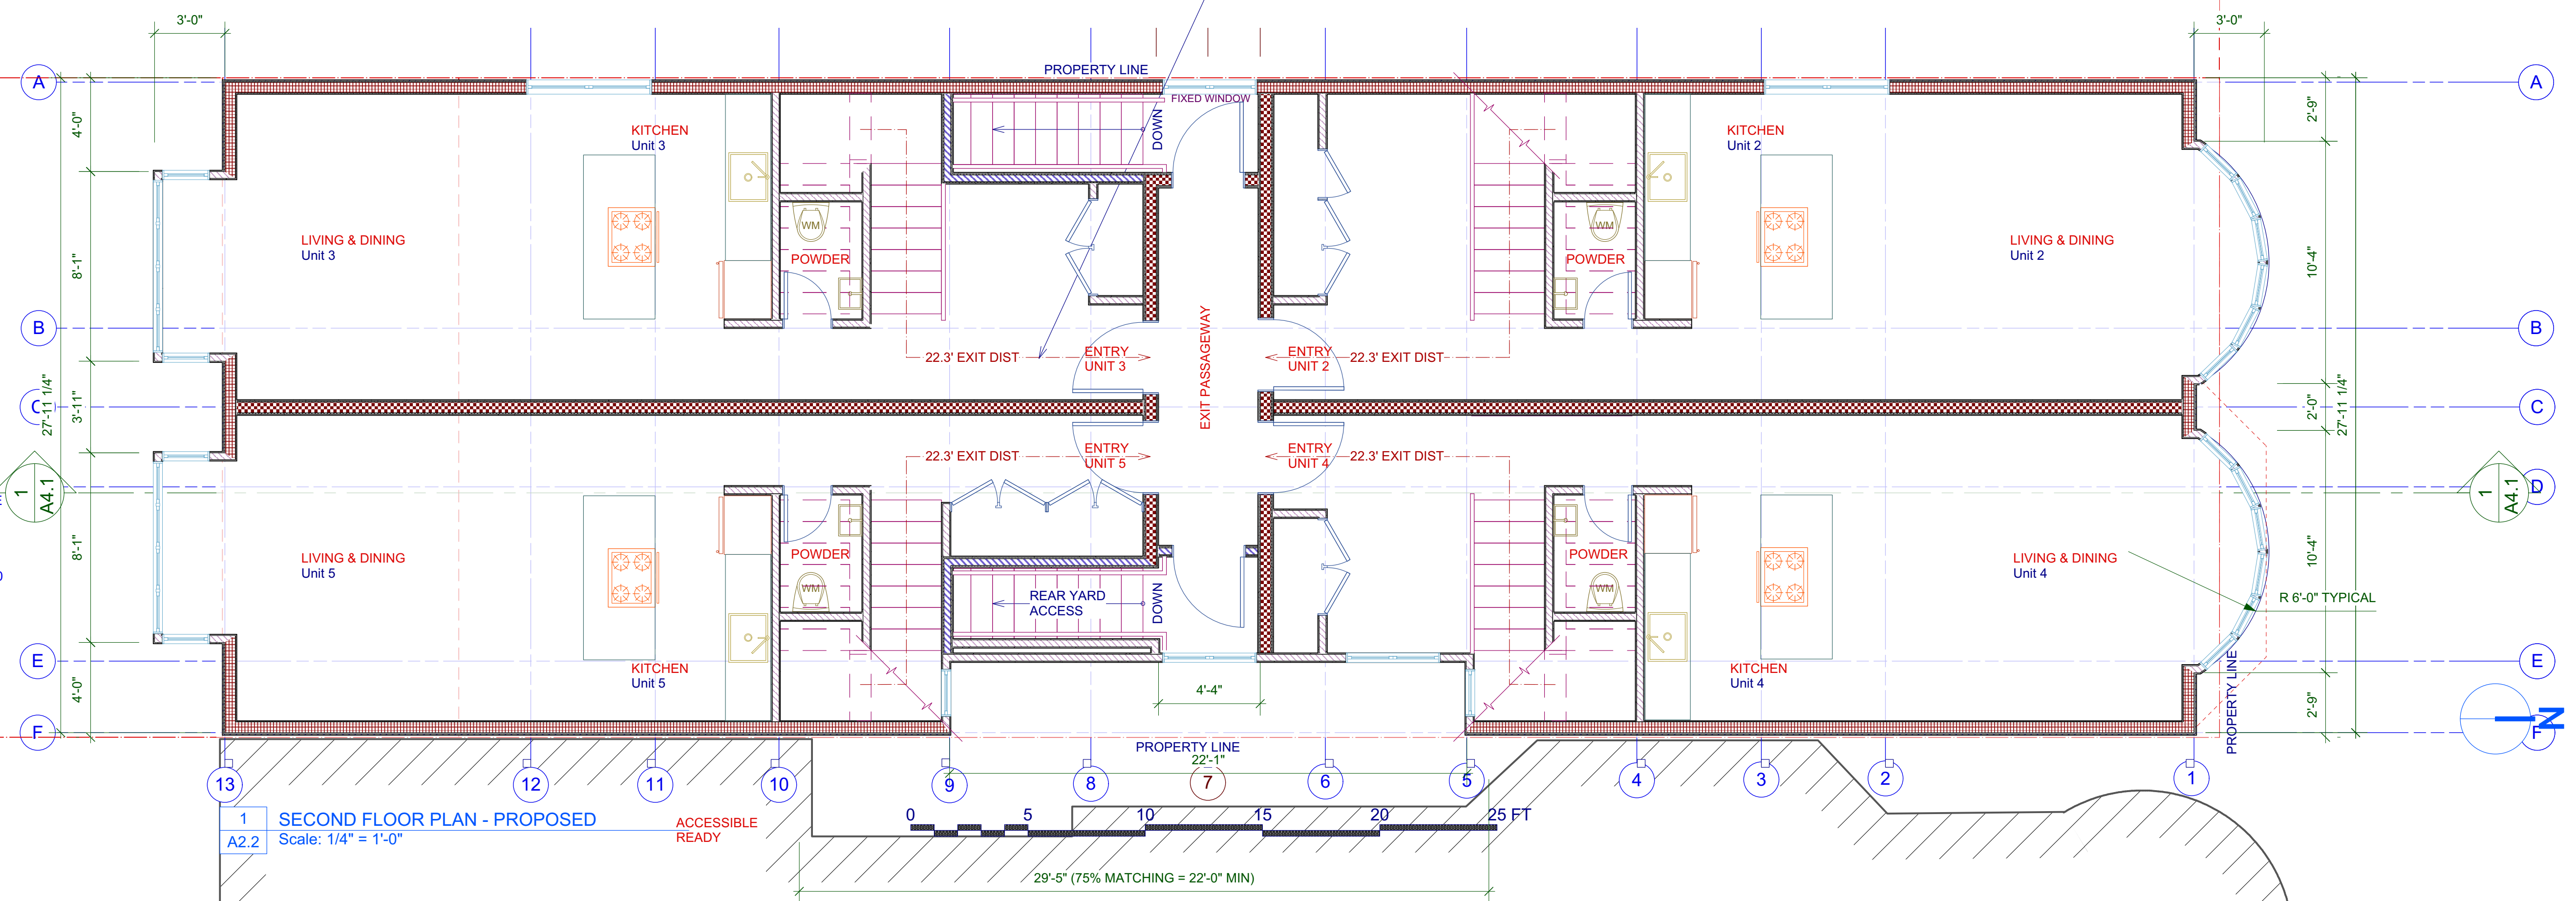 3'-0"
3'-0"
PROPERTY LINE
A
A
FIXED WINDOW
4'-0"
2'-9"
DOWN
KITCHEN
Unit 3
KITCHEN
Unit 2
WM
WM
LIVING & DINING
Unit 3
LIVING & DINING
Unit 2
8'-1"
10'-4"
POWDER
POWDER
B
B
EXIT PASSAGEWAY
22.3' EXIT DIST
ENTRY
UNIT 3
ENTRY
UNIT 2
22.3' EXIT DIST
C
27'-11 1/4"
3'-11"
2'-0"
27'-11 1/4"
C
22.3' EXIT DIST
ENTRY
UNIT 5
ENTRY
UNIT 4
22.3' EXIT DIST
1
A4.1
1
A4.1
D
8'-1"
10'-4"
LIVING & DINING
Unit 5
POWDER
POWDER
LIVING & DINING
Unit 4
WM
WM
REAR YARD
ACCESS
DOWN
R 6'-0" TYPICAL
E
E
KITCHEN
Unit 5
KITCHEN
Unit 4
4'-0"
4'-4"
2'-9"
PROPERTY LINE
N
F
F
PROPERTY LINE
22'-1"
13
12
11
10
9
8
7
6
5
4
3
2
1
1
A2.2
SECOND FLOOR PLAN - PROPOSED
Scale: 1/4" = 1'-0"
ACCESSIBLE
READY
0
5
10
15
20
25 FT
29'-5" (75% MATCHING = 22'-0" MIN)